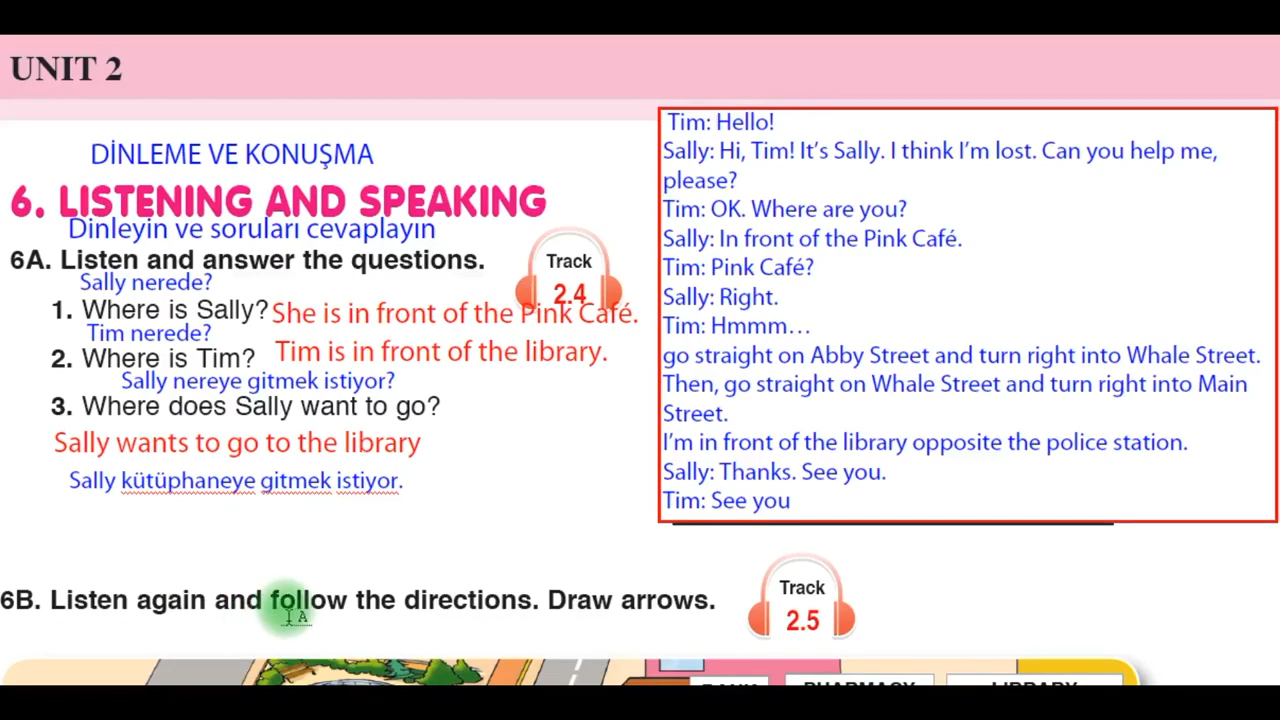 UNIT 2
DİNLEME VE KONUŞMA
6. LISTENING AND SPEAKING
Dinleyin ve soruları cevaplayın
6A. Listen and answer the questions.
Track
2.4
Sally nerede?
1. Where is Sally? She is in front of the Pink Café.
Tim nerede?
2. Where is Tim? Tim is in front of the library.
Sally nereye gitmek istiyor?
3. Where does Sally want to go?
Sally wants to go to the library
Sally kütüphaneye gitmek istiyor.
Tim: Hello!
Sally: Hi, Tim! It's Sally. I think I'm lost. Can you help me,
please?
Tim: OK. Where are you?
Sally: In front of the Pink Café.
Tim: Pink Café?
Sally: Right.
Tim: Hmmm…
go straight on Abby Street and turn right into Whale Street.
Then, go straight on Whale Street and turn right into Main
Street.
I'm in front of the library opposite the police station.
Sally: Thanks. See you.
Tim: See you
6B. Listen again and follow the directions. Draw arrows.
Track
2.5
BANK
PHARMACY
LIBRARY